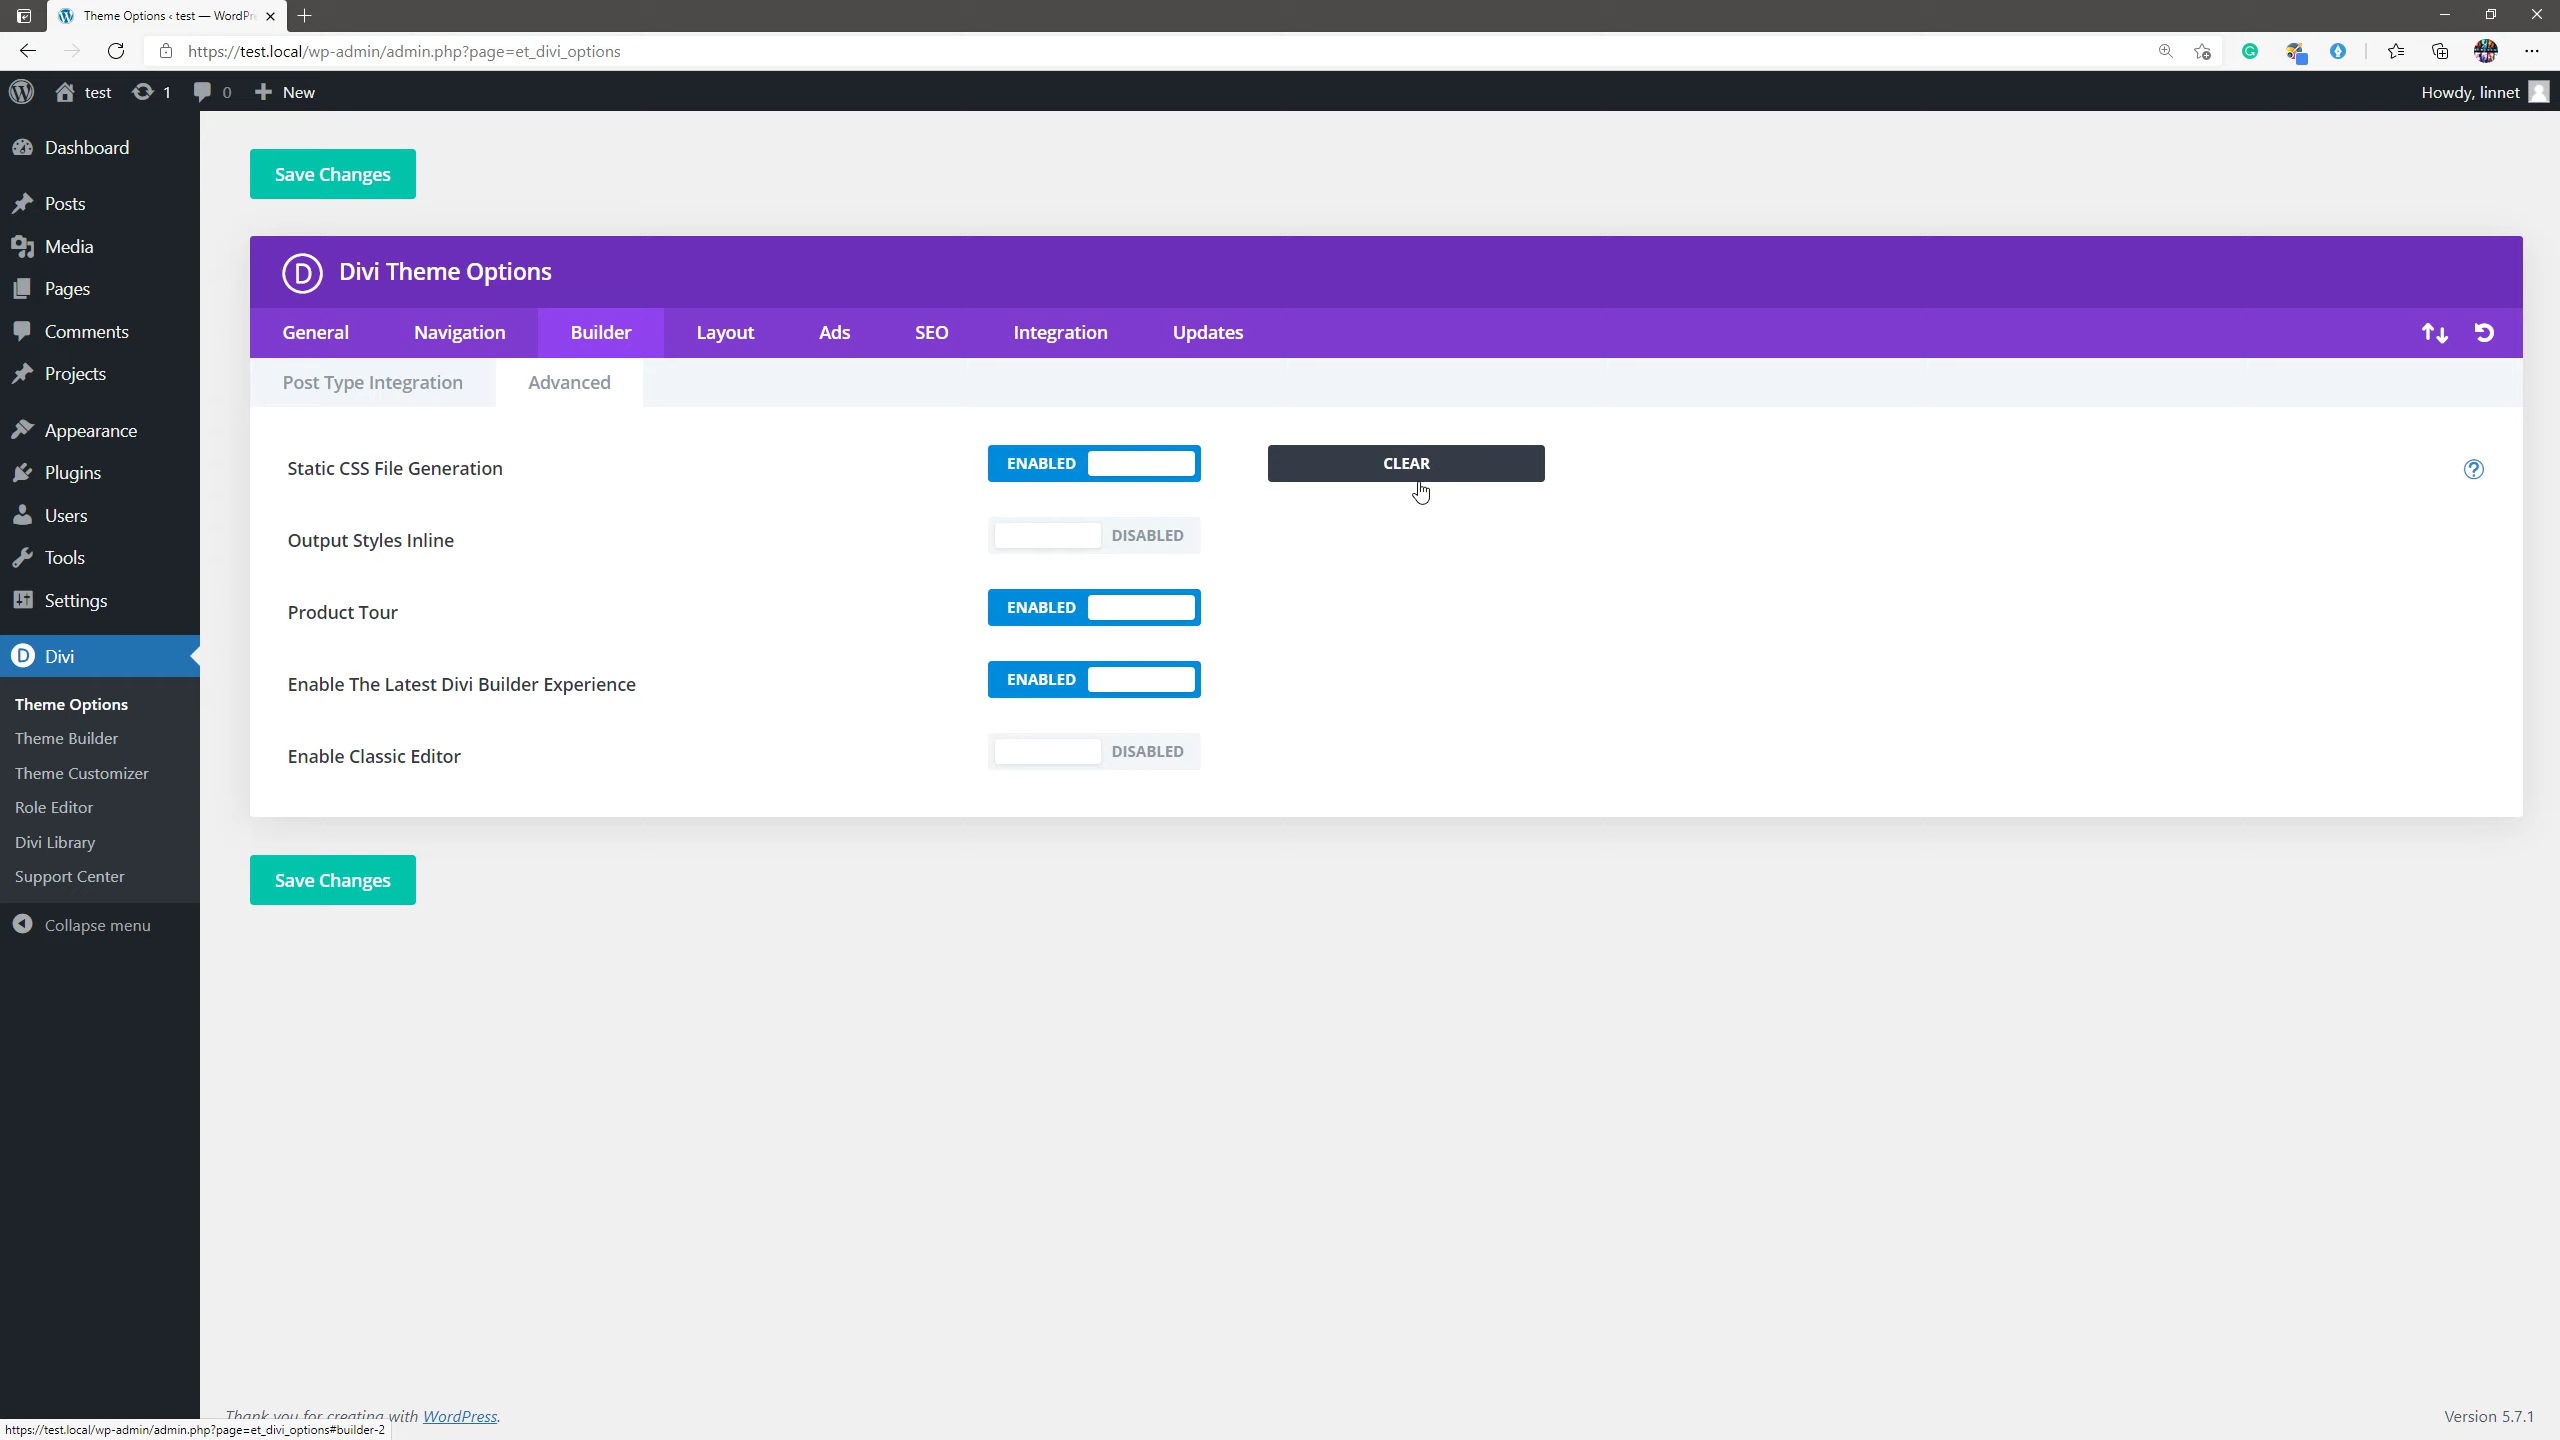 Theme Options ‹ test — WordPr
https://test.local/wp-admin/admin.php?page=et_divi_options
test
1
0
New
Howdy, linnet
Dashboard
Posts
Media
Pages
Comments
Projects
Appearance
Plugins
Users
Tools
Settings
Divi
Theme Options
Theme Builder
Theme Customizer
Role Editor
Divi Library
Support Center
Collapse menu
Save Changes
D Divi Theme Options
General Navigation Builder Layout Ads SEO Integration Updates
Post Type Integration Advanced
Static CSS File Generation ENABLED CLEAR
Output Styles Inline DISABLED
Product Tour ENABLED
Enable The Latest Divi Builder Experience ENABLED
Enable Classic Editor DISABLED
Save Changes
Thank you for creating with WordPress.
Version 5.7.1
https://test.local/wp-admin/admin.php?page=et_divi_options#builder-2